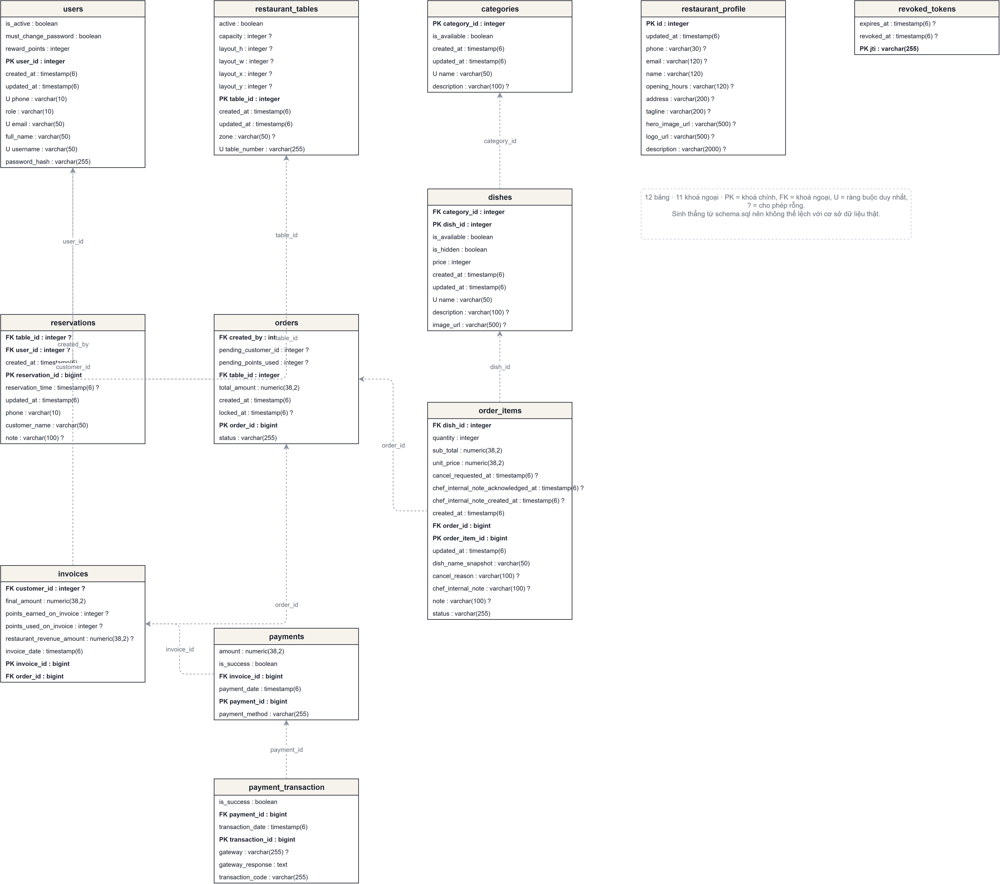 users
is_active : boolean
must_change_password : boolean
reward_points : integer
PK user_id : integer
created_at : timestamp(6)
updated_at : timestamp(6)
U phone : varchar(10)
role : varchar(10)
U email : varchar(50)
full_name : varchar(50)
U username : varchar(50)
password_hash : varchar(255)
restaurant_tables
active : boolean
capacity : integer ?
layout_h : integer ?
layout_w : integer ?
layout_x : integer ?
layout_y : integer ?
PK table_id : integer
created_at : timestamp(6)
updated_at : timestamp(6)
zone : varchar(50) ?
U table_number : varchar(255)
categories
PK category_id : integer
is_available : boolean
created_at : timestamp(6)
updated_at : timestamp(6)
U name : varchar(50)
description : varchar(100) ?
restaurant_profile
PK id : integer
updated_at : timestamp(6)
phone : varchar(30) ?
email : varchar(120) ?
name : varchar(120)
opening_hours : varchar(120) ?
address : varchar(200) ?
tagline : varchar(200) ?
hero_image_url : varchar(500) ?
logo_url : varchar(500) ?
description : varchar(2000) ?
revoked_tokens
expires_at : timestamp(6) ?
revoked_at : timestamp(6) ?
PK jti : varchar(255)
category_id
user_id
table_id
dishes
FK category_id : integer
PK dish_id : integer
is_available : boolean
is_hidden : boolean
price : integer
created_at : timestamp(6)
updated_at : timestamp(6)
U name : varchar(50)
description : varchar(100) ?
image_url : varchar(500) ?
12 bảng · 11 khoá ngoại · PK = khoá chính, FK = khoá ngoại, U = ràng buộc duy nhất,
? = cho phép rỗng.
Sinh thẳng từ schema.sql nên không thể lệch với cơ sở dữ liệu thật.
reservations
FK table_id : integer ?
created_by
FK user_id : integer ?
created_at : timestamp(6)
customer_id
PK reservation_id : bigint
reservation_time : timestamp(6) ?
updated_at : timestamp(6)
phone : varchar(10)
customer_name : varchar(50)
note : varchar(100) ?
orders
FK created_by : int
table_id
pending_customer_id : integer ?
pending_points_used : integer ?
FK table_id : integer
total_amount : numeric(38,2)
created_at : timestamp(6)
locked_at : timestamp(6) ?
PK order_id : bigint
status : varchar(255)
dish_id
order_id
order_items
FK dish_id : integer
quantity : integer
sub_total : numeric(38,2)
unit_price : numeric(38,2)
cancel_requested_at : timestamp(6) ?
chef_internal_note_acknowledged_at : timestamp(6) ?
chef_internal_note_created_at : timestamp(6) ?
created_at : timestamp(6)
FK order_id : bigint
PK order_item_id : bigint
updated_at : timestamp(6)
dish_name_snapshot : varchar(50)
cancel_reason : varchar(100) ?
chef_internal_note : varchar(100) ?
note : varchar(100) ?
status : varchar(255)
invoices
FK customer_id : integer ?
final_amount : numeric(38,2)
points_earned_on_invoice : integer ?
points_used_on_invoice : integer ?
restaurant_revenue_amount : numeric(38,2) ?
invoice_date : timestamp(6)
PK invoice_id : bigint
FK order_id : bigint
order_id
invoice_id
payments
amount : numeric(38,2)
is_success : boolean
FK invoice_id : bigint
payment_date : timestamp(6)
PK payment_id : bigint
payment_method : varchar(255)
payment_id
payment_transaction
is_success : boolean
FK payment_id : bigint
transaction_date : timestamp(6)
PK transaction_id : bigint
gateway : varchar(255) ?
gateway_response : text
transaction_code : varchar(255)